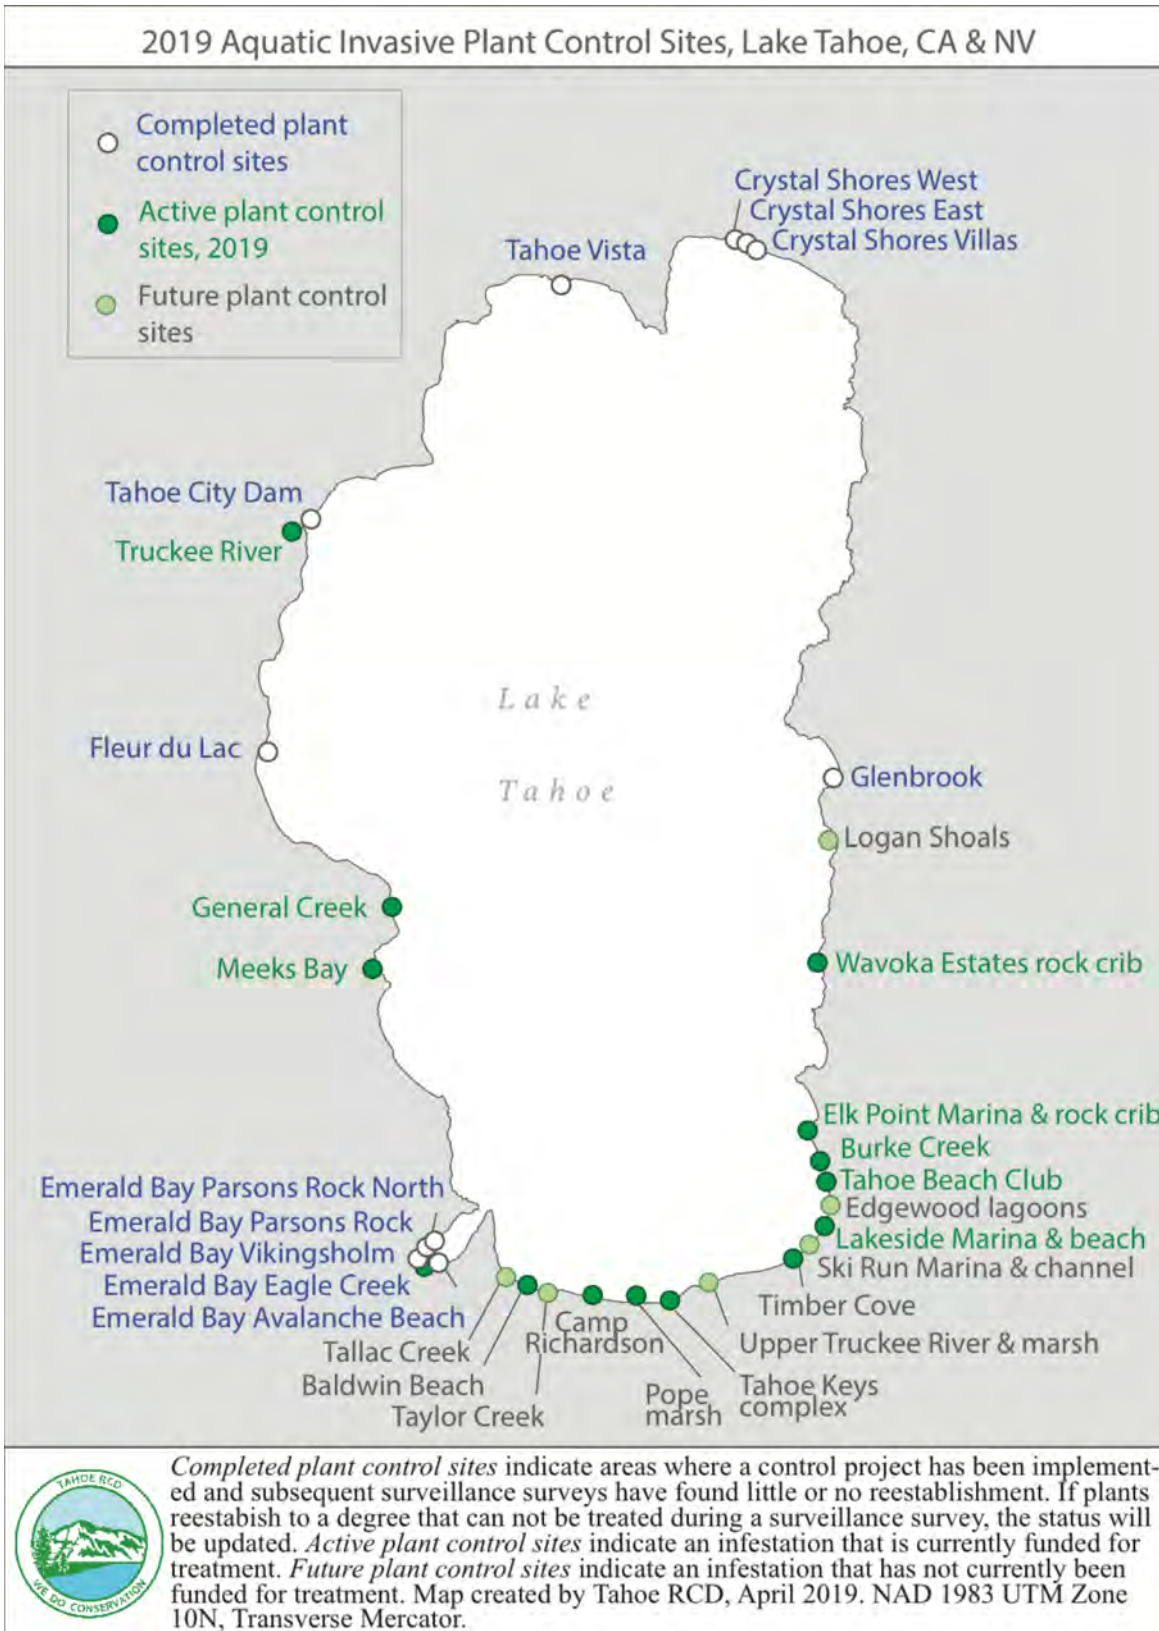 2019 Aquatic Invasive Plant Control Sites, Lake Tahoe, CA & NV
Completed plant
control sites
Active plant control
sites, 2019
Future plant control
sites
Crystal Shores West
Crystal Shores East
Crystal Shores Villas
Tahoe Vista
Tahoe City Dam
Truckee River
Lake
Tahoe
Fleur du Lac
Glenbrook
Logan Shoals
General Creek
Meeks Bay
Wavoka Estates rock crib
Elk Point Marina & rock crib
Burke Creek
Tahoe Beach Club
Edgewood lagoons
Lakeside Marina & beach
Ski Run Marina & channel
Timber Cove
Upper Truckee River & marsh
Tahoe Keys
complex
Pope
marsh
Camp
Richardson
Emerald Bay Parsons Rock North
Emerald Bay Parsons Rock
Emerald Bay Vikingsholm
Emerald Bay Eagle Creek
Emerald Bay Avalanche Beach
Tallac Creek
Baldwin Beach
Taylor Creek
TAHOE RCD
WE DO CONSERVATION
Completed plant control sites indicate areas where a control project has been implement-
ed and subsequent surveillance surveys have found little or no reestablishment. If plants
reestabish to a degree that can not be treated during a surveillance survey, the status will
be updated. Active plant control sites indicate an infestation that is currently funded for
treatment. Future plant control sites indicate an infestation that has not currently been
funded for treatment. Map created by Tahoe RCD, April 2019. NAD 1983 UTM Zone
10N, Transverse Mercator.